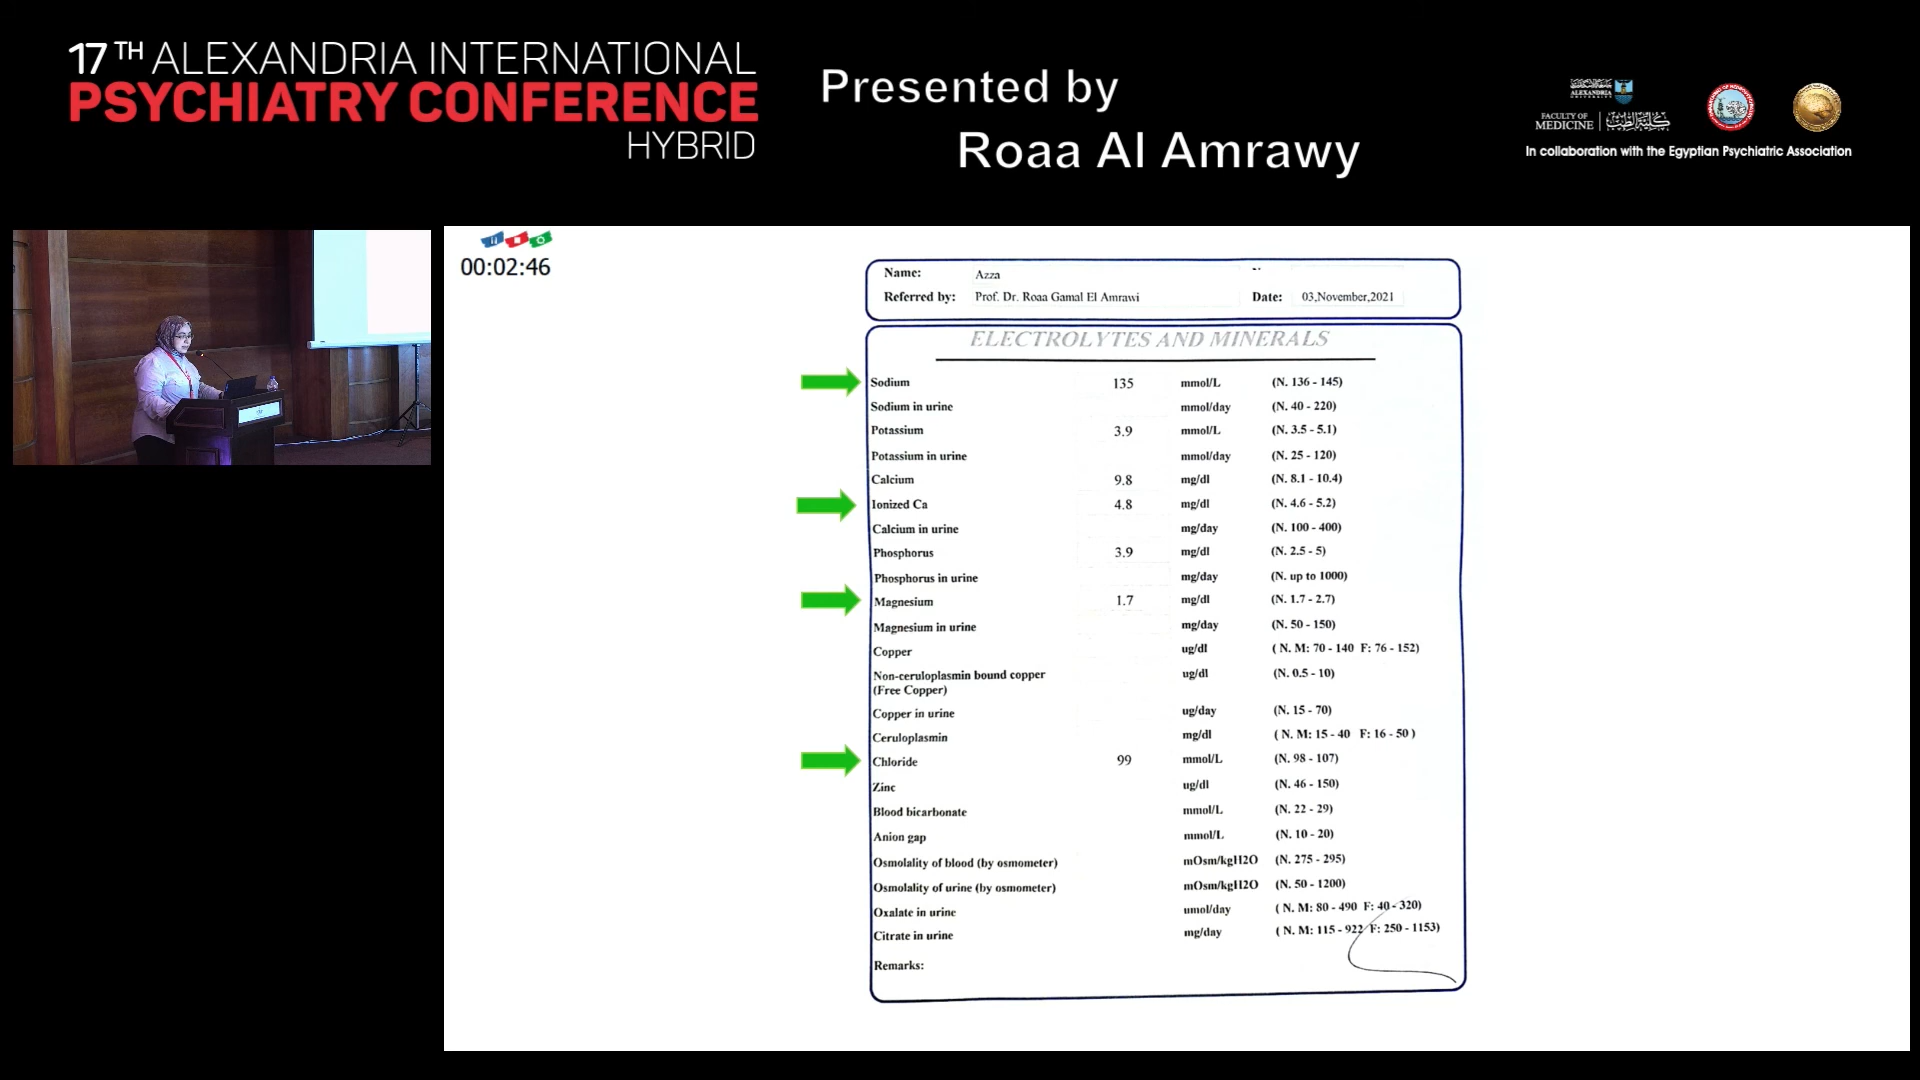 17TH ALEXANDRIA INTERNATIONAL
PSYCHIATRY CONFERENCE
HYBRID
Presented by
Roaa Al Amrawy
ALEXANDRIA
FACULTY OF
MEDICINE
كلية الطب
In collaboration with the Egyptian Psychiatric Association
00:02:46
Name: Azza
Referred by: Prof. Dr. Roaa Gamal El Amrawi Date: 03,November,2021
ELECTROLYTES AND MINERALS
Sodium 135 mmol/L (N. 136 - 145)
Sodium in urine mmol/day (N. 40 - 220)
Potassium 3.9 mmol/L (N. 3.5 - 5.1)
Potassium in urine mmol/day (N. 25 - 120)
Calcium 9.8 mg/dl (N. 8.1 - 10.4)
Ionized Ca 4.8 mg/dl (N. 4.6 - 5.2)
Calcium in urine mg/day (N. 100 - 400)
Phosphorus 3.9 mg/dl (N. 2.5 - 5)
Phosphorus in urine mg/day (N. up to 1000)
Magnesium 1.7 mg/dl (N. 1.7 - 2.7)
Magnesium in urine mg/day (N. 50 - 150)
Copper ug/dl ( N. M: 70 - 140 F: 76 - 152)
Non-ceruloplasmin bound copper ug/dl (N. 0.5 - 10)
(Free Copper)
Copper in urine ug/day (N. 15 - 70)
Ceruloplasmin mg/dl ( N. M: 15 - 40 F: 16 - 50 )
Chloride 99 mmol/L (N. 98 - 107)
Zinc ug/dl (N. 46 - 150)
Blood bicarbonate mmol/L (N. 22 - 29)
Anion gap mmol/L (N. 10 - 20)
Osmolality of blood (by osmometer) mOsm/kgH2O (N. 275 - 295)
Osmolality of urine (by osmometer) mOsm/kgH2O (N. 50 - 1200)
Oxalate in urine umol/day ( N. M: 80 - 490 F: 40 - 320)
Citrate in urine mg/day ( N. M: 115 - 922 F: 250 - 1153)
Remarks: